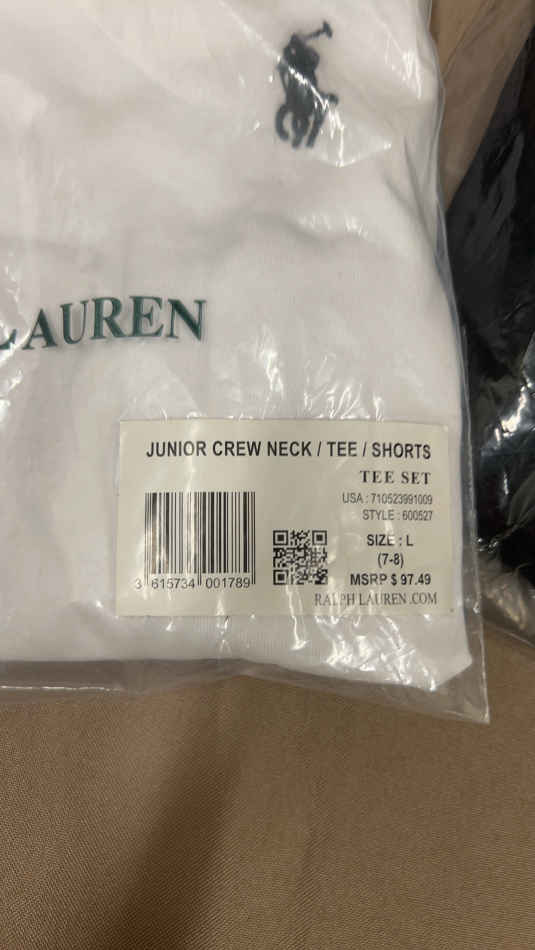 LAUREN
JUNIOR CREW NECK / TEE / SHORTS
TEE SET
USA : 710523991009
STYLE : 600527
SIZE : L
(7-8)
MSRP $ 97.49
RALPH LAUREN .COM
3 615734 001789